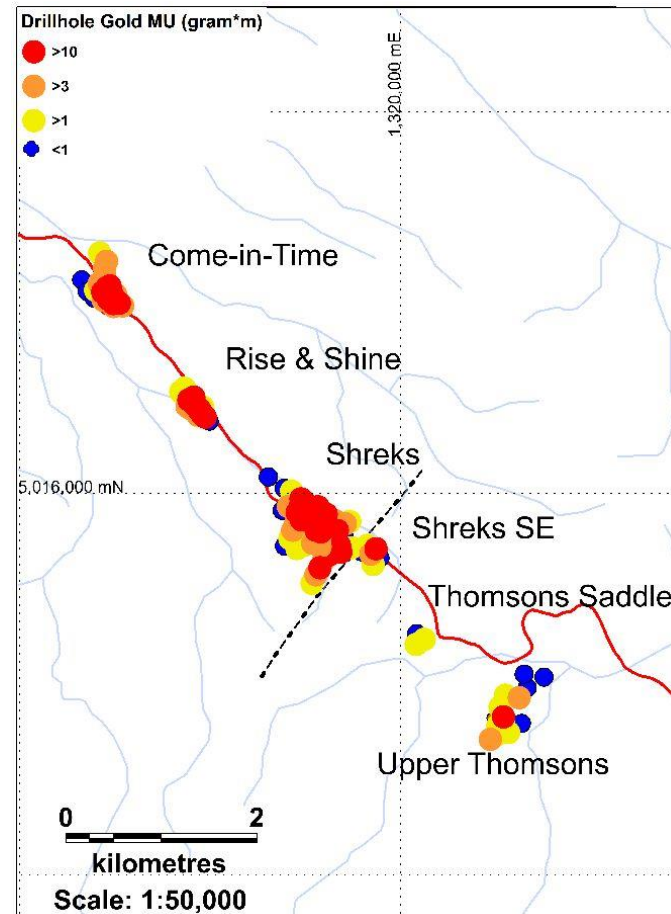 Drillhole Gold MU (gram*m)
>10
>3
>1
<1
1,320,000 mE
Come-in-Time
Rise & Shine
Shreks
5,016,000 mN
Shreks SE
Thomsons Saddle
Upper Thomsons
0 2
kilometres
Scale: 1:50,000